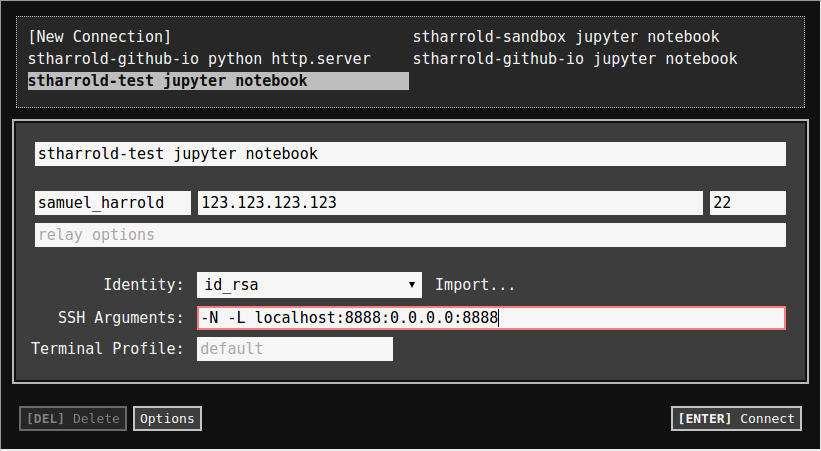 [New Connection] stharrold-sandbox jupyter notebook
stharrold-github-io python http.server stharrold-github-io jupyter notebook
stharrold-test jupyter notebook
stharrold-test jupyter notebook
samuel_harrold 123.123.123.123 22
relay options
Identity: id_rsa ▼ Import...
SSH Arguments: -N -L localhost:8888:0.0.0.0:8888
Terminal Profile: default
[DEL] Delete Options [ENTER] Connect